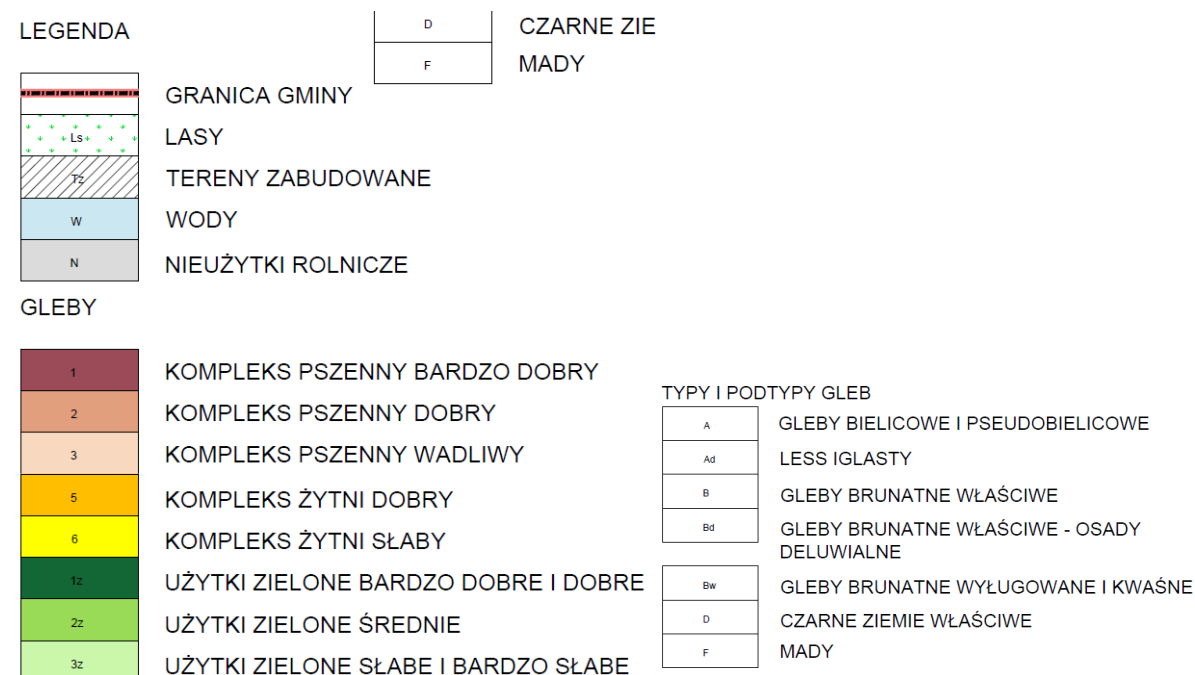 LEGENDA
D CZARNE ZIE
F MADY
GRANICA GMINY
Ls LASY
Tz TERENY ZABUDOWANE
W WODY
N NIEUŻYTKI ROLNICZE
GLEBY
1 KOMPLEKS PSZENNY BARDZO DOBRY
2 KOMPLEKS PSZENNY DOBRY
3 KOMPLEKS PSZENNY WADLIWY
5 KOMPLEKS ŻYTNI DOBRY
6 KOMPLEKS ŻYTNI SŁABY
1z UŻYTKI ZIELONE BARDZO DOBRE I DOBRE
2z UŻYTKI ZIELONE ŚREDNIE
3z UŻYTKI ZIELONE SŁABE I BARDZO SŁABE
TYPY I PODTYPY GLEB
A GLEBY BIELICOWE I PSEUDOBIELICOWE
Ad LESS IGLASTY
B GLEBY BRUNATNE WŁAŚCIWE
Bd GLEBY BRUNATNE WŁAŚCIWE - OSADY
DELUWIALNE
Bw GLEBY BRUNATNE WYŁUGOWANE I KWAŚNE
D CZARNE ZIEMIE WŁAŚCIWE
F MADY